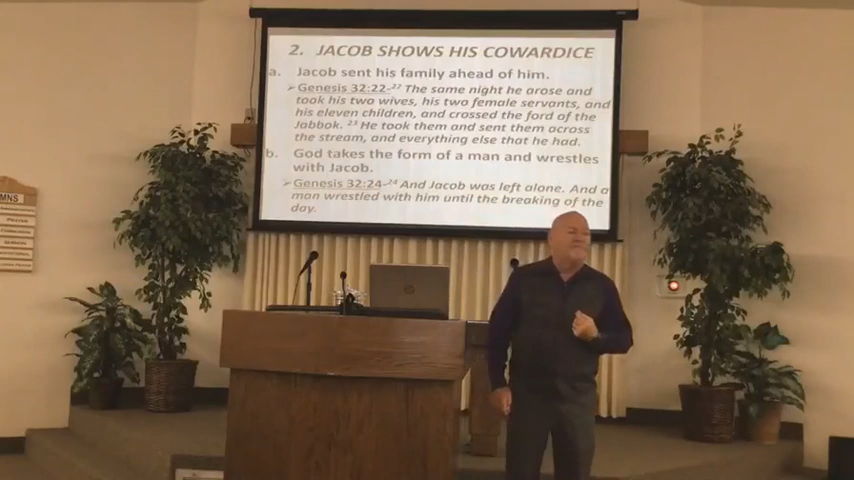 2. JACOB SHOWS HIS COWARDICE
a. Jacob sent his family ahead of him.
➢ Genesis 32:22-²² The same night he arose and
took his two wives, his two female servants, and
his eleven children, and crossed the ford of the
Jabbok. ²³ He took them and sent them across
the stream, and everything else that he had.
b. God takes the form of a man and wrestles
with Jacob.
➢ Genesis 32:24-²⁴ And Jacob was left alone. And a
man wrestled with him until the breaking of the
day.
MNS